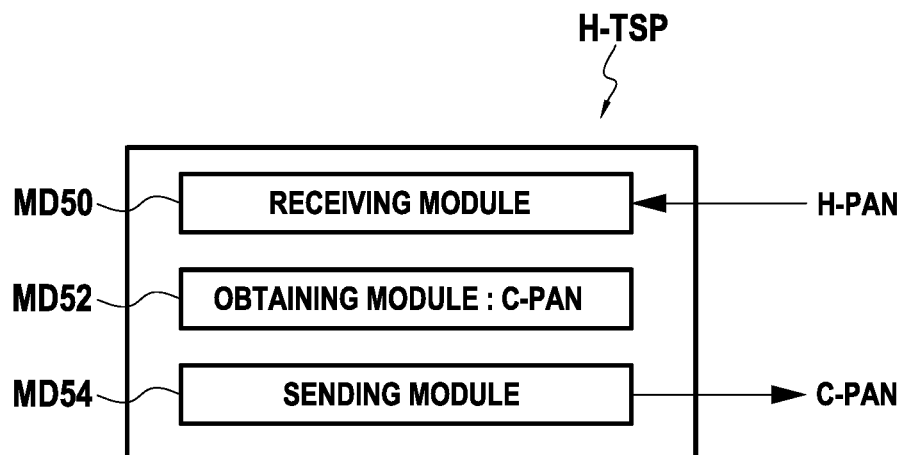 H-TSP
MD50 RECEIVING MODULE H-PAN
MD52 OBTAINING MODULE : C-PAN
MD54 SENDING MODULE C-PAN